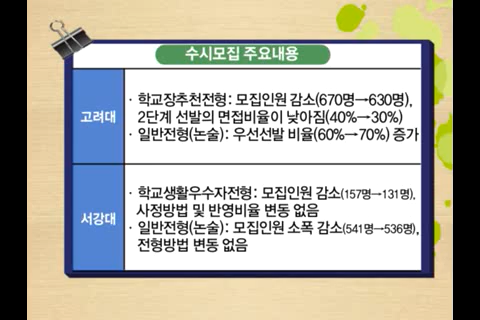 수시모집 주요내용
고려대
· 학교장추천전형: 모집인원 감소(670명→630명),
2단계 선발의 면접비율이 낮아짐(40%→30%)
· 일반전형(논술): 우선선발 비율(60%→70%) 증가
서강대
· 학교생활우수자전형: 모집인원 감소(157명→131명),
사정방법 및 반영비율 변동 없음
· 일반전형(논술): 모집인원 소폭 감소(541명→536명),
전형방법 변동 없음